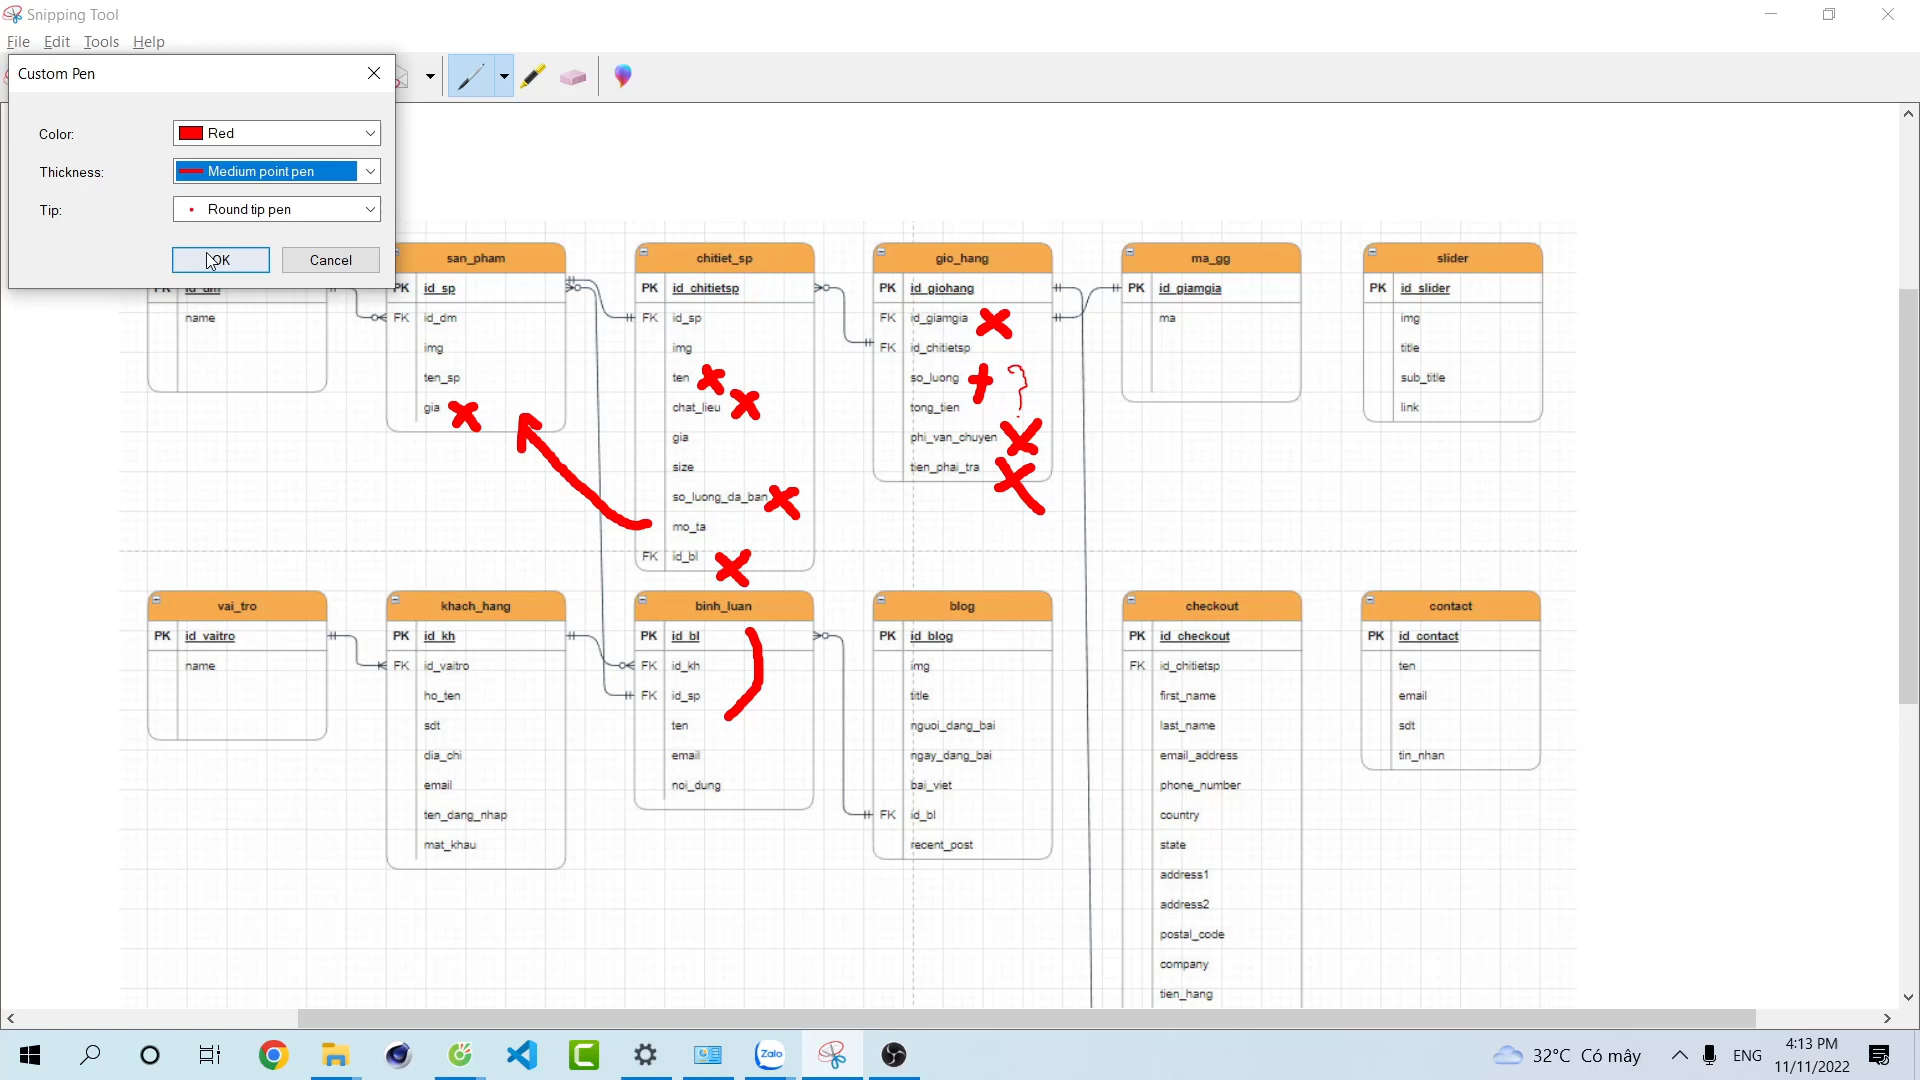 Snipping Tool
File Edit Tools Help
Custom Pen
Color:
Red
Thickness:
Medium point pen
Tip:
Round tip pen
OK
Cancel
name
san_pham
PK id_sp
FK id_dm
img
ten_sp
gia
chitiet_sp
PK id_chitietsp
FK id_sp
img
ten
chat_lieu
gia
size
so_luong_da_ban
mo_ta
FK id_bl
gio_hang
PK id_giohang
FK id_giamgia
FK id_chitietsp
so_luong
?
tong_tien
phi_van_chuyen
tien_phai_tra
ma_gg
PK id_giamgia
ma
slider
PK id_slider
img
title
sub_title
link
vai_tro
PK id_vaitro
name
khach_hang
PK id_kh
FK id_vaitro
ho_ten
sdt
dia_chi
email
ten_dang_nhap
mat_khau
binh_luan
PK id_bl
FK id_kh
FK id_sp
ten
email
noi_dung
blog
PK id_blog
img
title
nguoi_dang_bai
ngay_dang_bai
bai_viet
FK id_bl
recent_post
checkout
PK id_checkout
FK id_chitietsp
first_name
last_name
email_address
phone_number
country
state
address1
address2
postal_code
company
tien_hang
contact
PK id_contact
ten
email
sdt
tin_nhan
Zalo
32°C Có mây
ENG
4:13 PM
11/11/2022